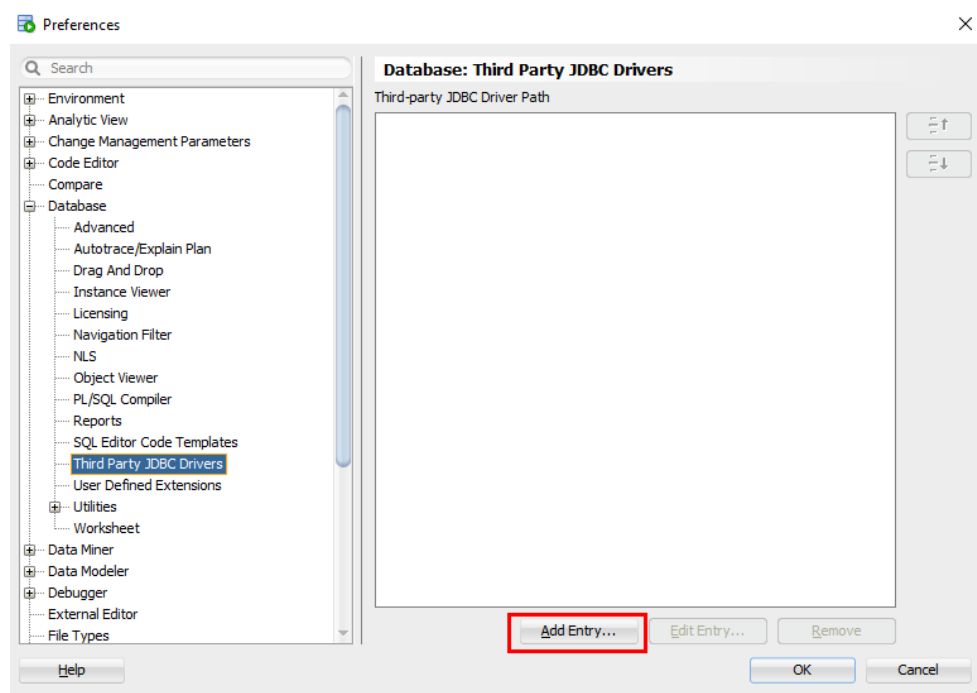 Preferences
Search
Environment
Analytic View
Change Management Parameters
Code Editor
Compare
Database
Advanced
Autotrace/Explain Plan
Drag And Drop
Instance Viewer
Licensing
Navigation Filter
NLS
Object Viewer
PL/SQL Compiler
Reports
SQL Editor Code Templates
Third Party JDBC Drivers
User Defined Extensions
Utilities
Worksheet
Data Miner
Data Modeler
Debugger
External Editor
File Types
Database: Third Party JDBC Drivers
Third-party JDBC Driver Path
Add Entry...
Edit Entry...
Remove
Help
OK
Cancel